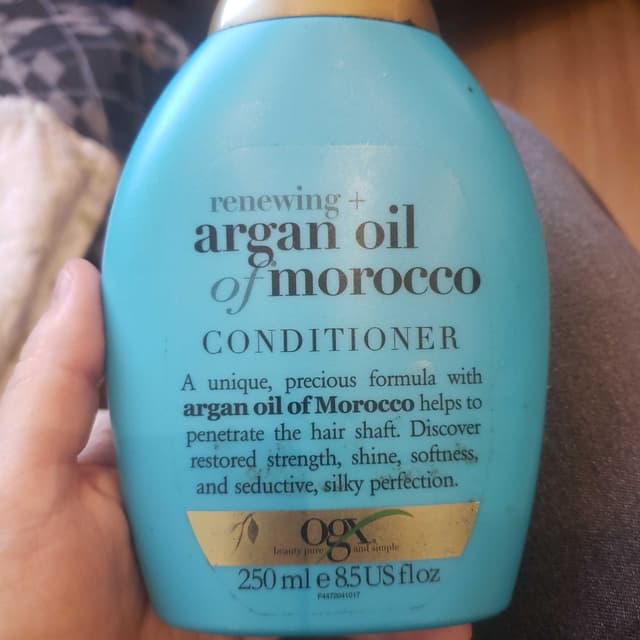 renewing +
argan oil
of morocco
CONDITIONER
A unique, precious formula with
argan oil of Morocco helps to
penetrate the hair shaft. Discover
restored strength, shine, softness,
and seductive, silky perfection.
ogx
beauty pure and simple
250 ml e 8.5 US fl oz
P4472041017